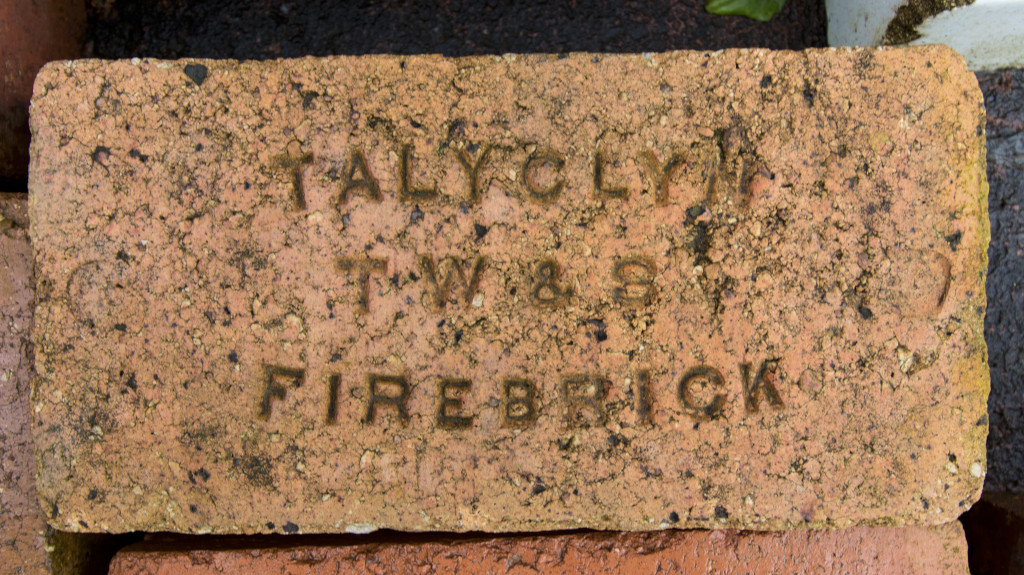 TALYCLYN
T W & S
FIREBRICK